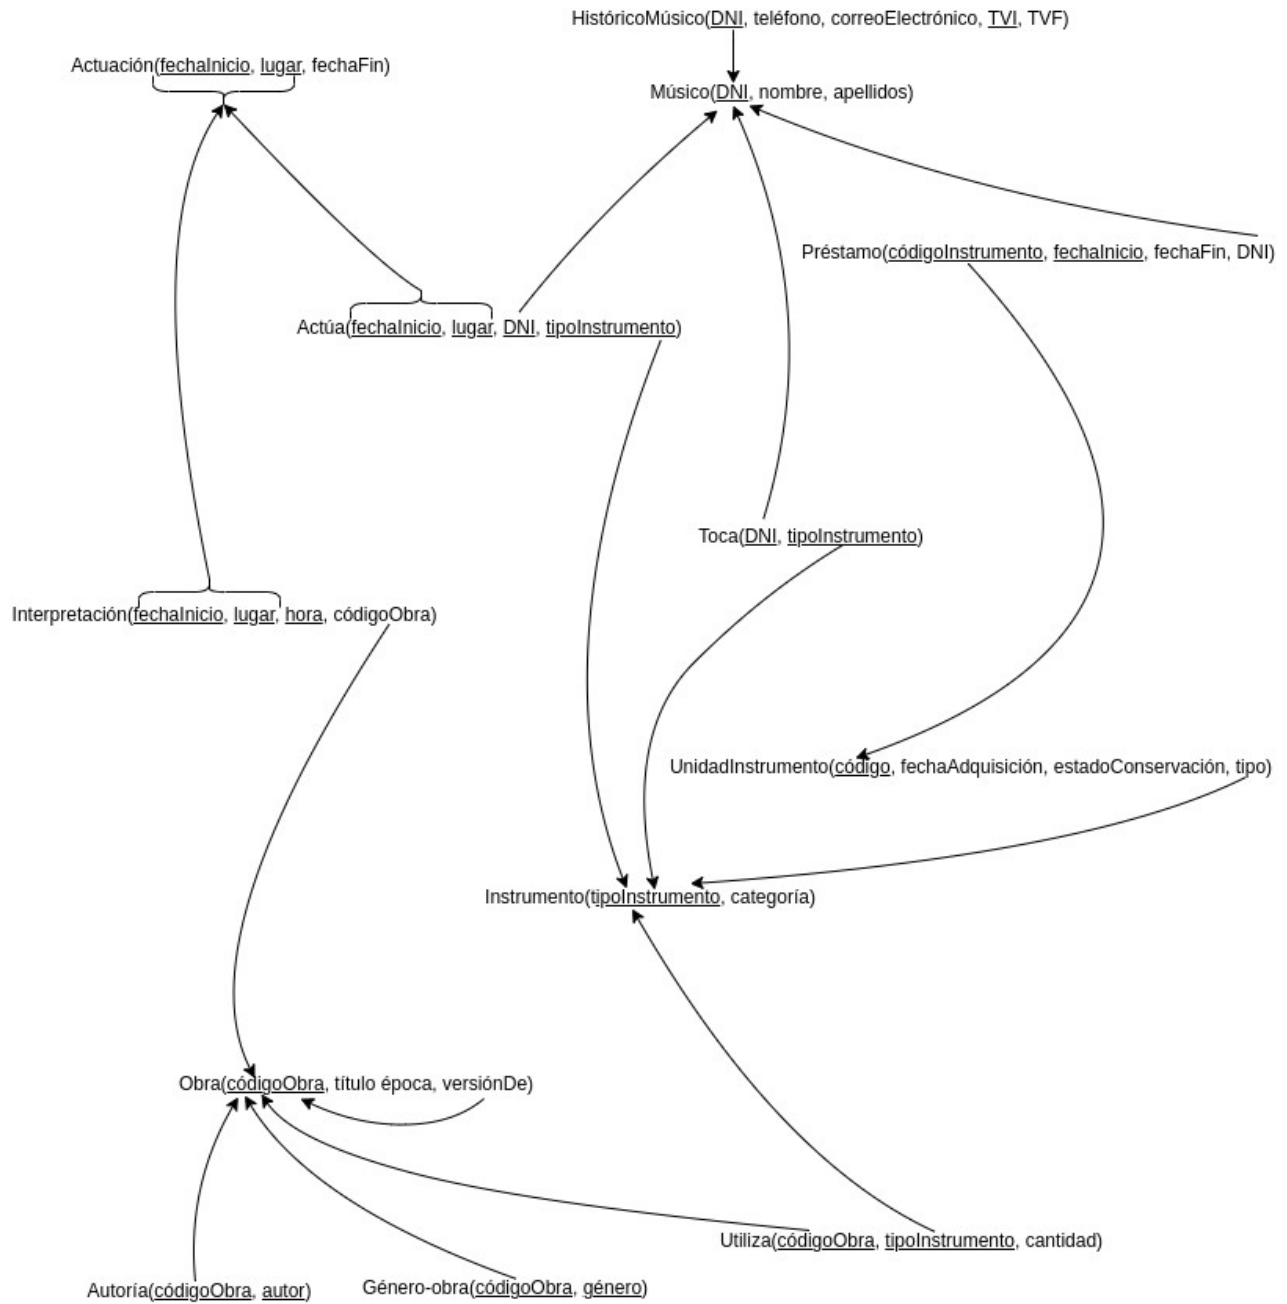 HistóricoMúsico(DNI, teléfono, correoElectrónico, TVI, TVF)
Actuación(fechaInicio, lugar, fechaFin)
Músico(DNI, nombre, apellidos)
Préstamo(códigoInstrumento, fechaInicio, fechaFin, DNI)
Actúa(fechaInicio, lugar, DNI, tipoInstrumento)
Toca(DNI, tipoInstrumento)
Interpretación(fechaInicio, lugar, hora, códigoObra)
UnidadInstrumento(código, fechaAdquisición, estadoConservación, tipo)
Instrumento(tipoInstrumento, categoría)
Obra(códigoObra, título época, versiónDe)
Utiliza(códigoObra, tipoInstrumento, cantidad)
Autoría(códigoObra, autor)
Género-obra(códigoObra, género)